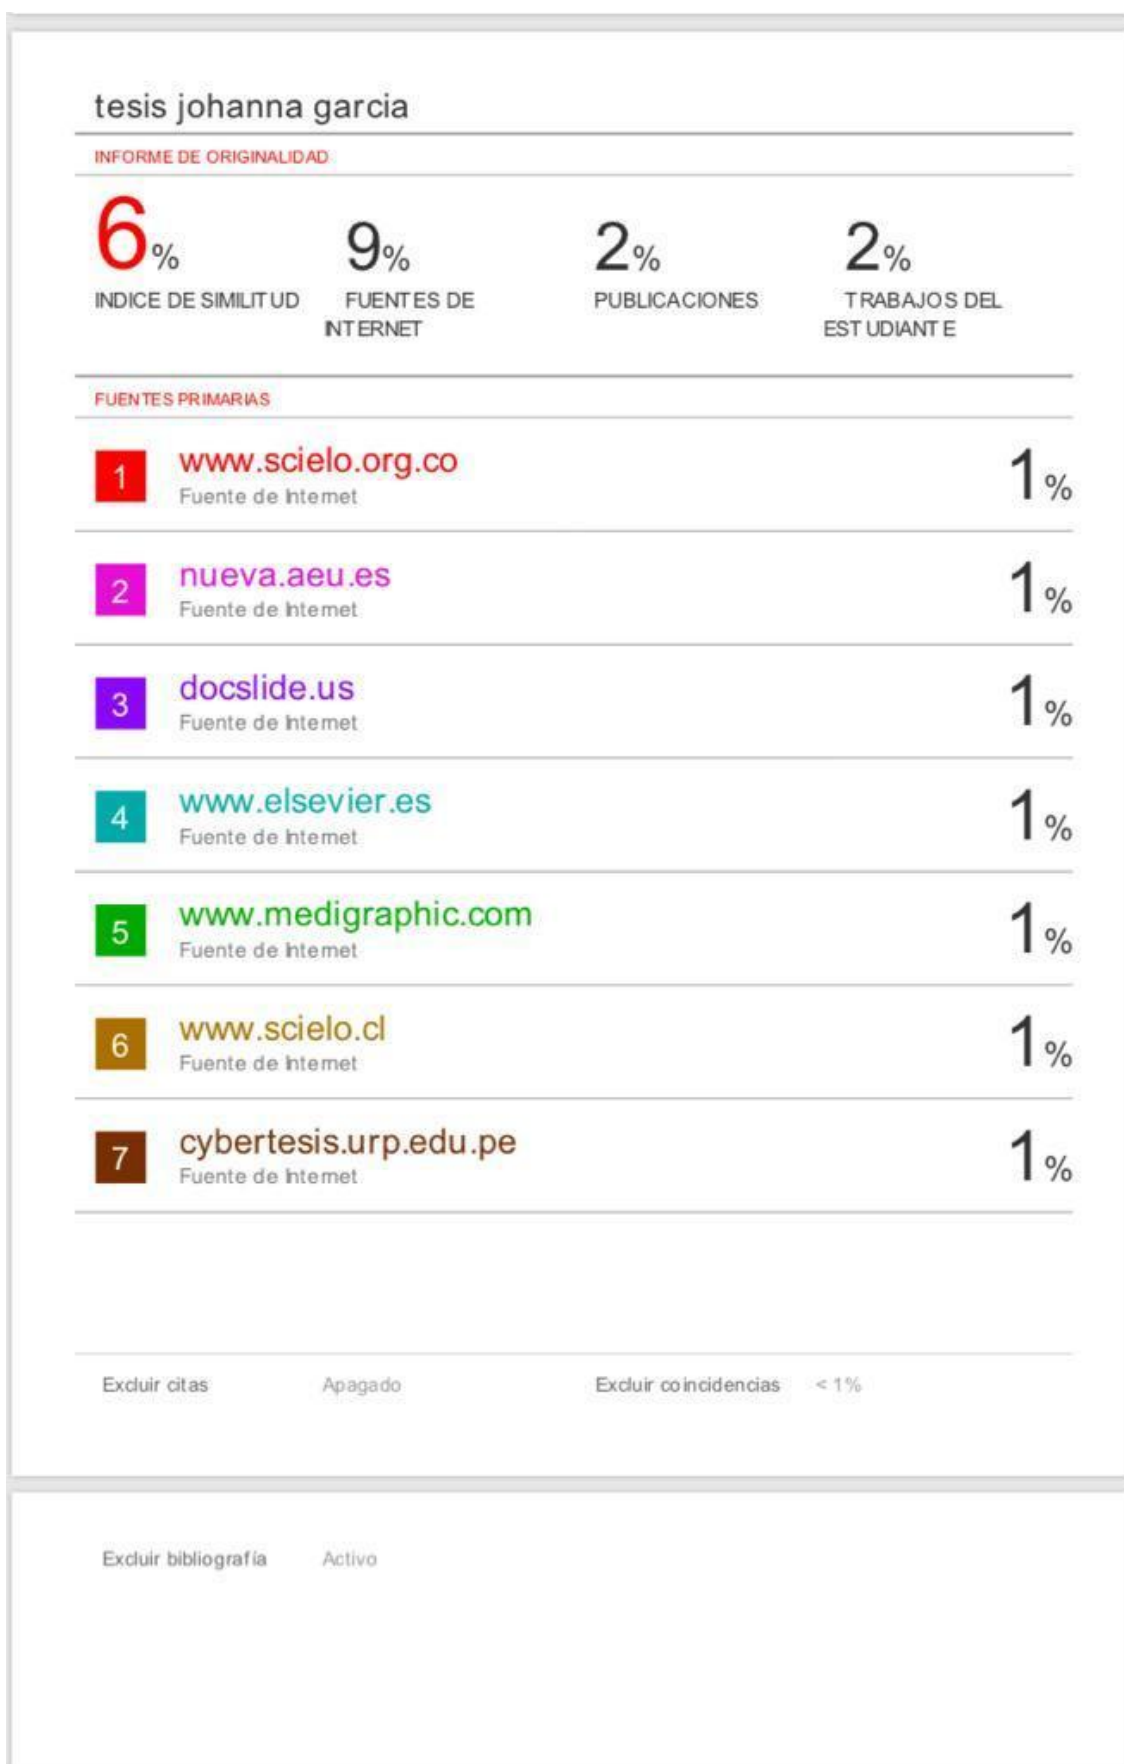 tesis johanna garcia
INFORME DE ORIGINALIDAD
6% 9% 2% 2%
INDICE DE SIMILITUD FUENTES DE PUBLICACIONES TRABAJOS DEL
INTERNET ESTUDIANTE
FUENTES PRIMARIAS
1 www.scielo.org.co 1%
Fuente de Internet
2 nueva.aeu.es 1%
Fuente de Internet
3 docslide.us 1%
Fuente de Internet
4 www.elsevier.es 1%
Fuente de Internet
5 www.medigraphic.com 1%
Fuente de Internet
6 www.scielo.cl 1%
Fuente de Internet
7 cybertesis.urp.edu.pe 1%
Fuente de Internet
Excluir citas Apagado Excluir coincidencias < 1%
Excluir bibliografía Activo